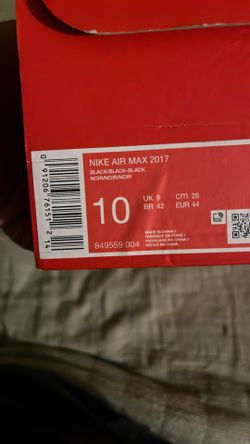 NIKE AIR MAX 2017
BLACK/BLACK-BLACK
NOIR/NOIR/NOIR
10
UK 9 CM 28
BR 42 EUR 44
849559 004
MADE IN CHINA /
FABRIQUÉ EN CHINE /
FABRICADO EN CHINA /